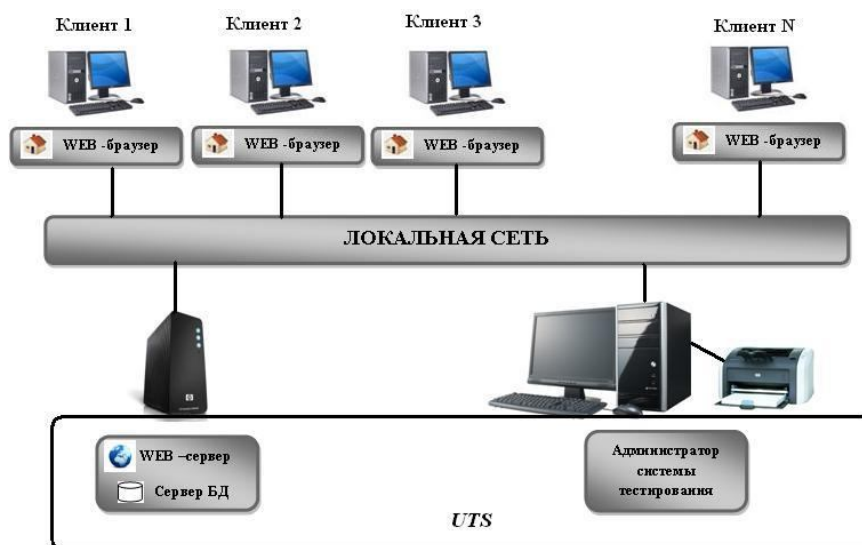 Клиент 1
Клиент 2
Клиент 3
Клиент N
WEB -браузер
WEB -браузер
WEB -браузер
WEB -браузер
ЛОКАЛЬНАЯ СЕТЬ
WEB –сервер
Сервер БД
Администратор
системы
тестирования
UTS